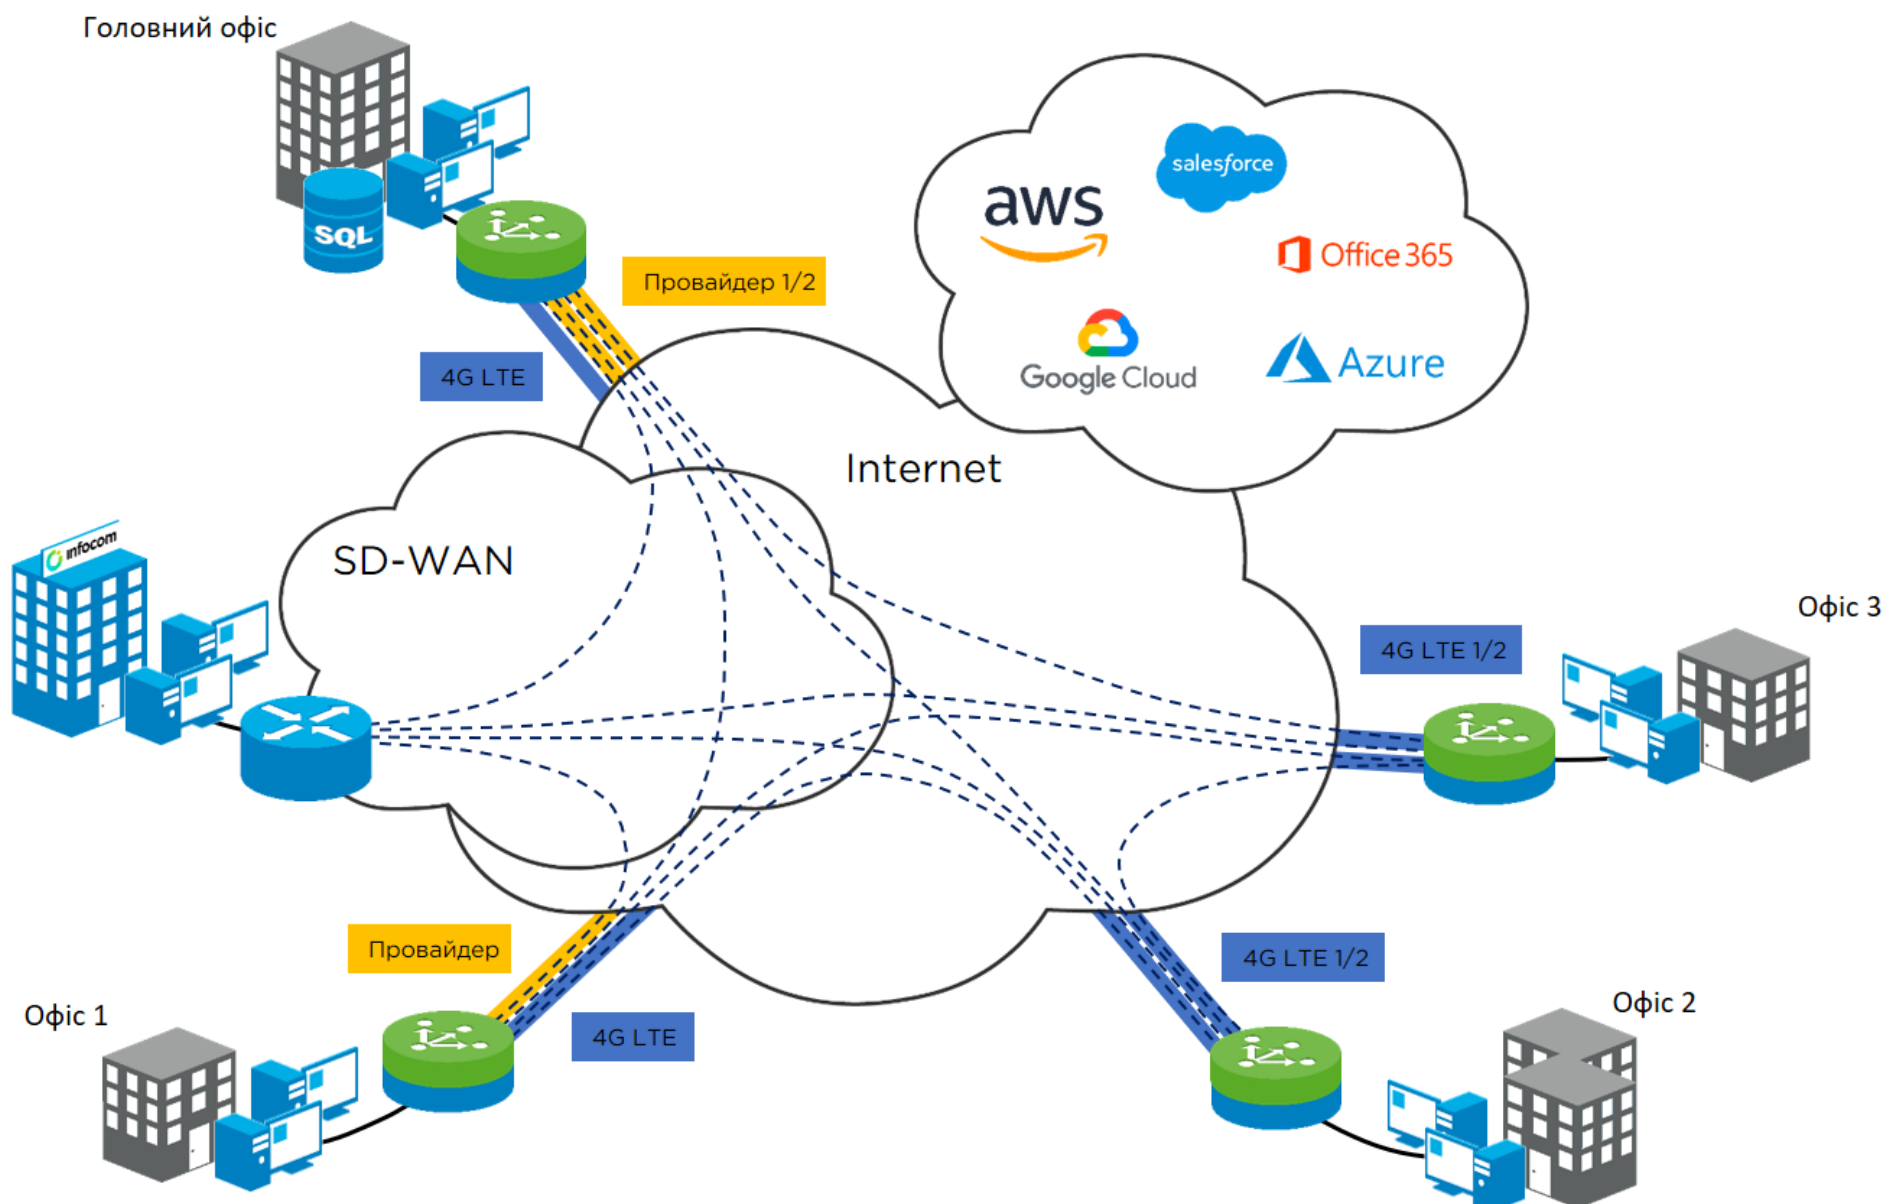 Головний офіс
SQL
Провайдер 1/2
4G LTE
salesforce
aws
Office 365
Google Cloud
Azure
Internet
SD-WAN
infocom
Офіс 3
4G LTE 1/2
Провайдер
4G LTE 1/2
Офіс 1
4G LTE
Офіс 2